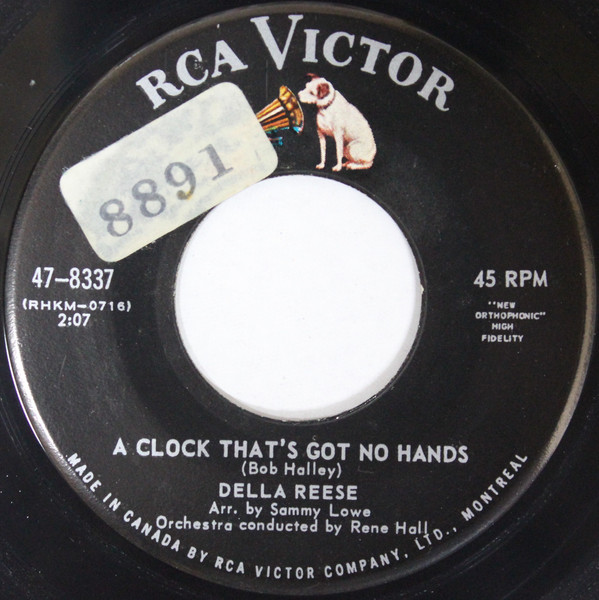 RCA VICTOR
8891
47-8337
(RHKM-0716)
2:07
45 RPM
"NEW
ORTHOPHONIC"
HIGH
FIDELITY
A CLOCK THAT'S GOT NO HANDS
(Bob Halley)
DELLA REESE
Arr. by Sammy Lowe
Orchestra conducted by Rene Hall
MADE IN CANADA BY RCA VICTOR COMPANY, LTD., MONTREAL